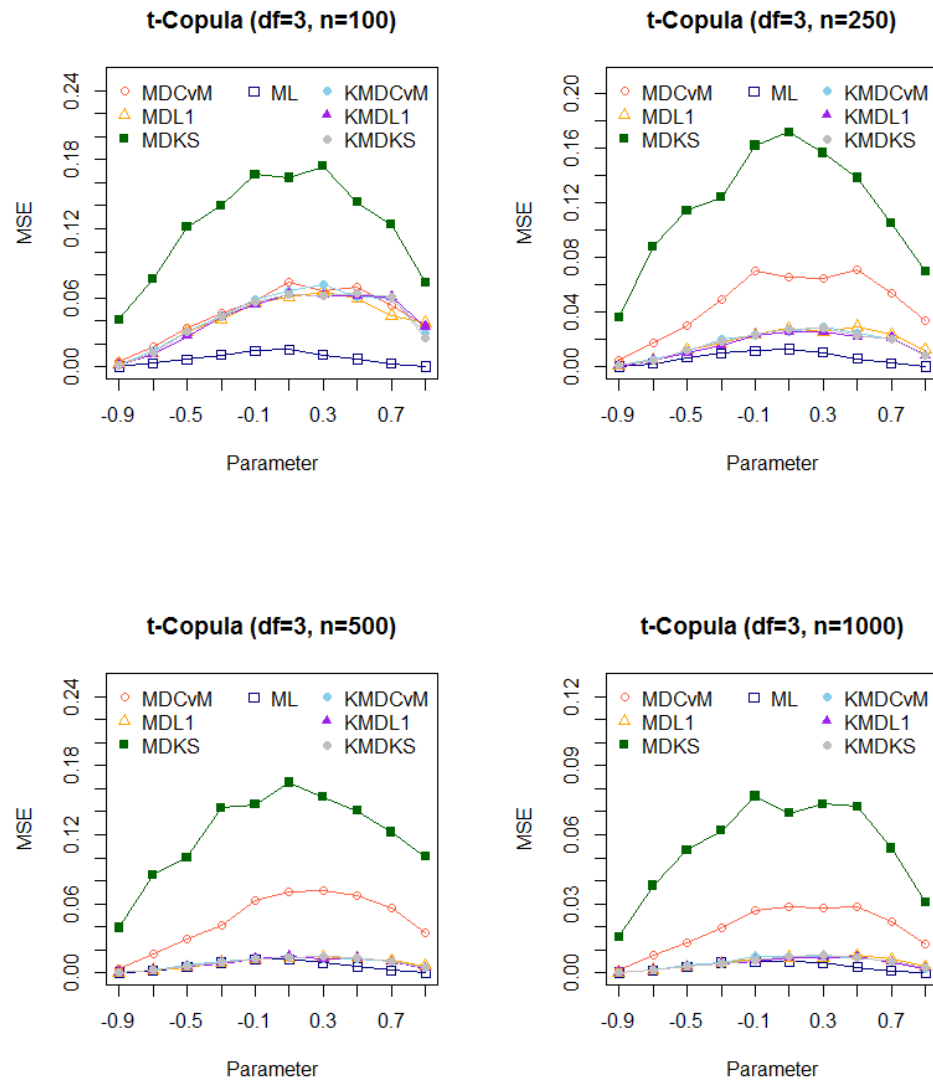 t-Copula (df=3, n=100)
MDCvM ML KMDCvM
MDL1 KMDL1
MDKS KMDKS
MSE
0.00 0.06 0.12 0.18 0.24
-0.9 -0.5 -0.1 0.3 0.7
Parameter
t-Copula (df=3, n=250)
MDCvM ML KMDCvM
MDL1 KMDL1
MDKS KMDKS
MSE
0.00 0.04 0.08 0.12 0.16 0.20
-0.9 -0.5 -0.1 0.3 0.7
Parameter
t-Copula (df=3, n=500)
MDCvM ML KMDCvM
MDL1 KMDL1
MDKS KMDKS
MSE
0.00 0.06 0.12 0.18 0.24
-0.9 -0.5 -0.1 0.3 0.7
Parameter
t-Copula (df=3, n=1000)
MDCvM ML KMDCvM
MDL1 KMDL1
MDKS KMDKS
MSE
0.00 0.03 0.06 0.09 0.12
-0.9 -0.5 -0.1 0.3 0.7
Parameter